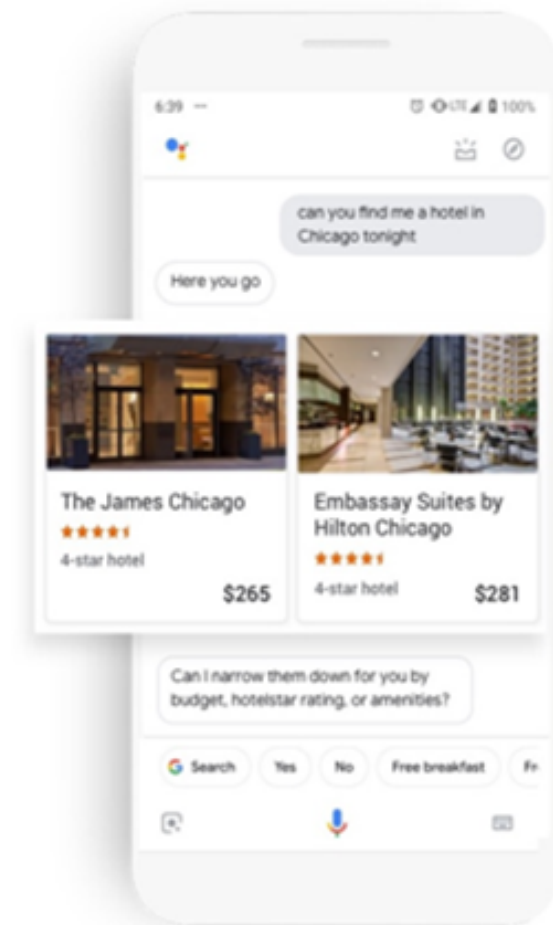 6:39
LTE 100%
can you find me a hotel in
Chicago tonight
Here you go
The James Chicago
4-star hotel
$265
Embassay Suites by
Hilton Chicago
4-star hotel
$281
Can I narrow them down for you by
budget, hotelstar rating, or amenities?
G Search Yes No Free breakfast Fr